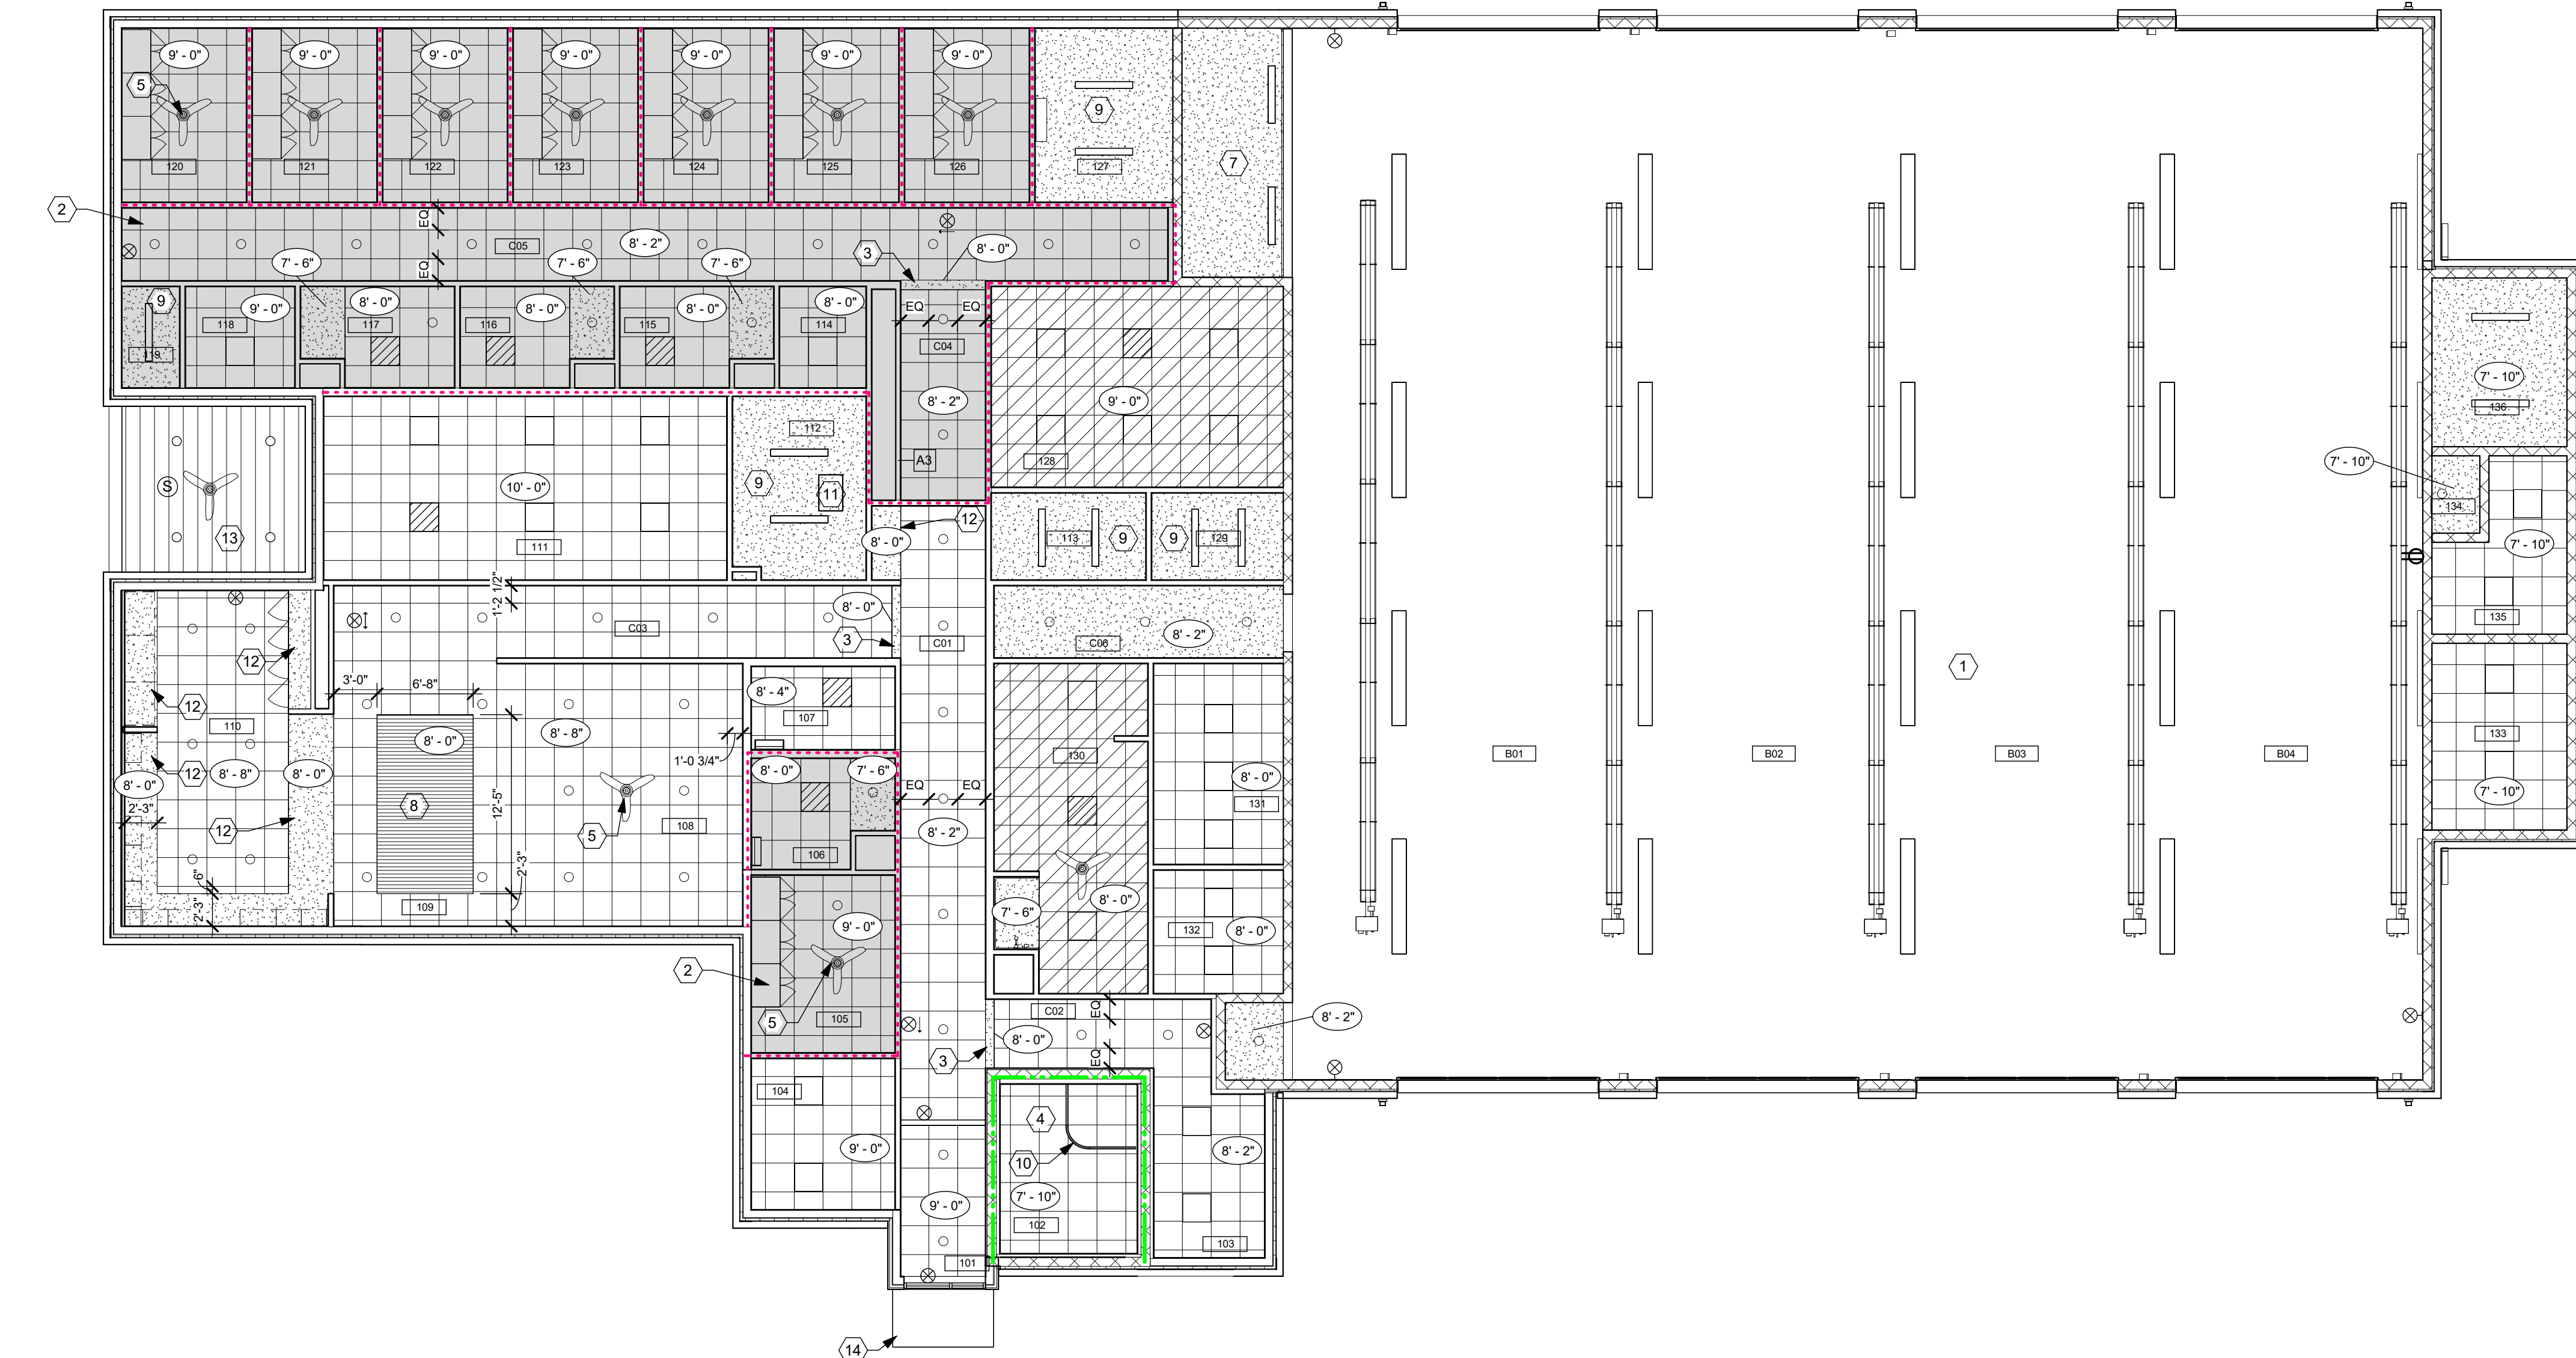 9' - 0" 9' - 0" 9' - 0" 9' - 0" 9' - 0" 9' - 0" 9' - 0"
5
9
7
120 121 122 123 124 125 126 127
2
EQ
C05 8' - 2" 3 8' - 0"
EQ
7' - 6" 7' - 6" 7' - 6"
9
118 9' - 0" 8' - 0" 117 116 8' - 0" 115 8' - 0" 114 8' - 0"
119
EQ EQ
C04
8' - 2"
A3
9' - 0"
128
7' - 10"
136
7' - 10"
134
7' - 10"
135
S
13
10' - 0"
111
112
9
11
12
8' - 0"
113 9 9 129
1'-2 1/2"
C03
8' - 0"
3
C01
C06 8' - 2"
12
12
3'-0" 6'-8"
110
8' - 0"
8' - 8"
8' - 4"
107
1'-0 3/4"
12
8' - 0" 8' - 8" 8' - 0"
2'-3"
12
8
12'-5"
5
108
8' - 0" 7' - 6"
106
EQ EQ
8' - 2"
130
8' - 0"
131
1
B01 B02 B03 B04
133
7' - 10"
6"
2'-3"
109
2'-3"
9' - 0"
2
5
105
7' - 6"
8' - 0"
132 8' - 0"
C02
EQ
EQ
8' - 0"
3
8' - 2"
104
9' - 0"
4
10
7' - 10"
102
8' - 2"
103
9' - 0"
101
14